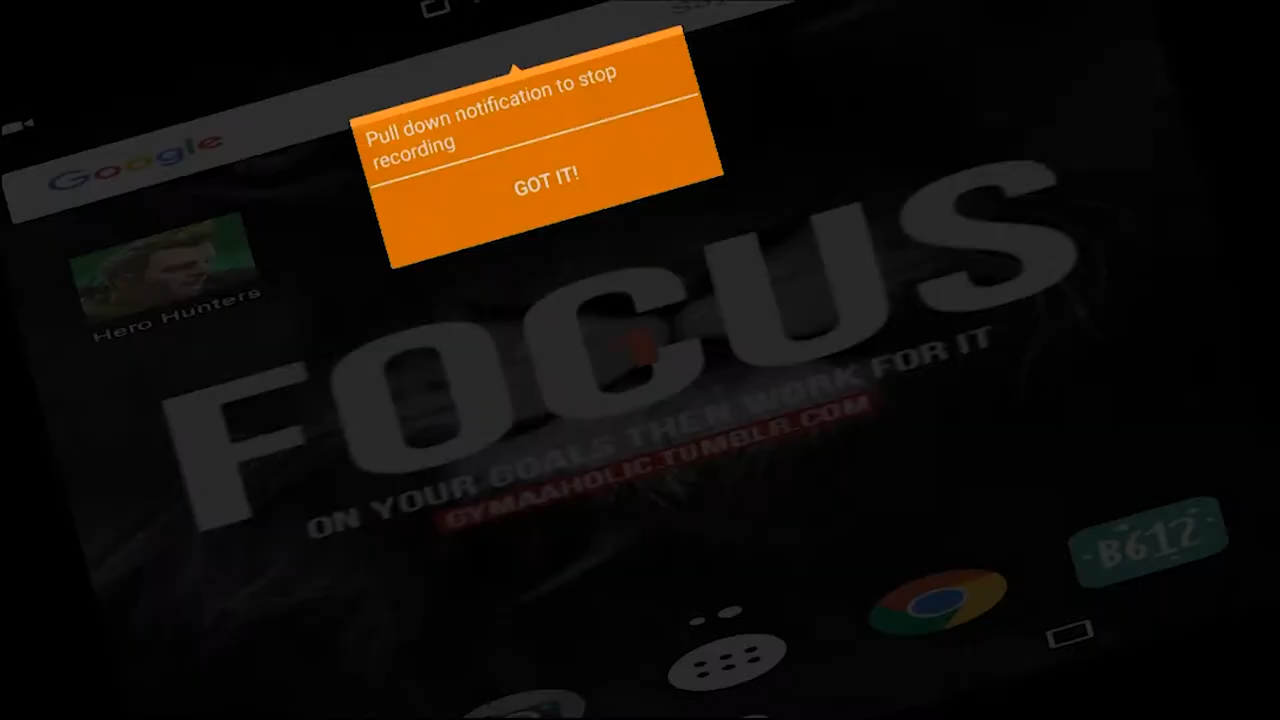 Pull down notification to stop
recording
GOT IT!
Google
Hero Hunters
FOCUS
ON YOUR GOALS THEN WORK FOR IT
GYMAAHOLIC.TUMBLR.COM
B612